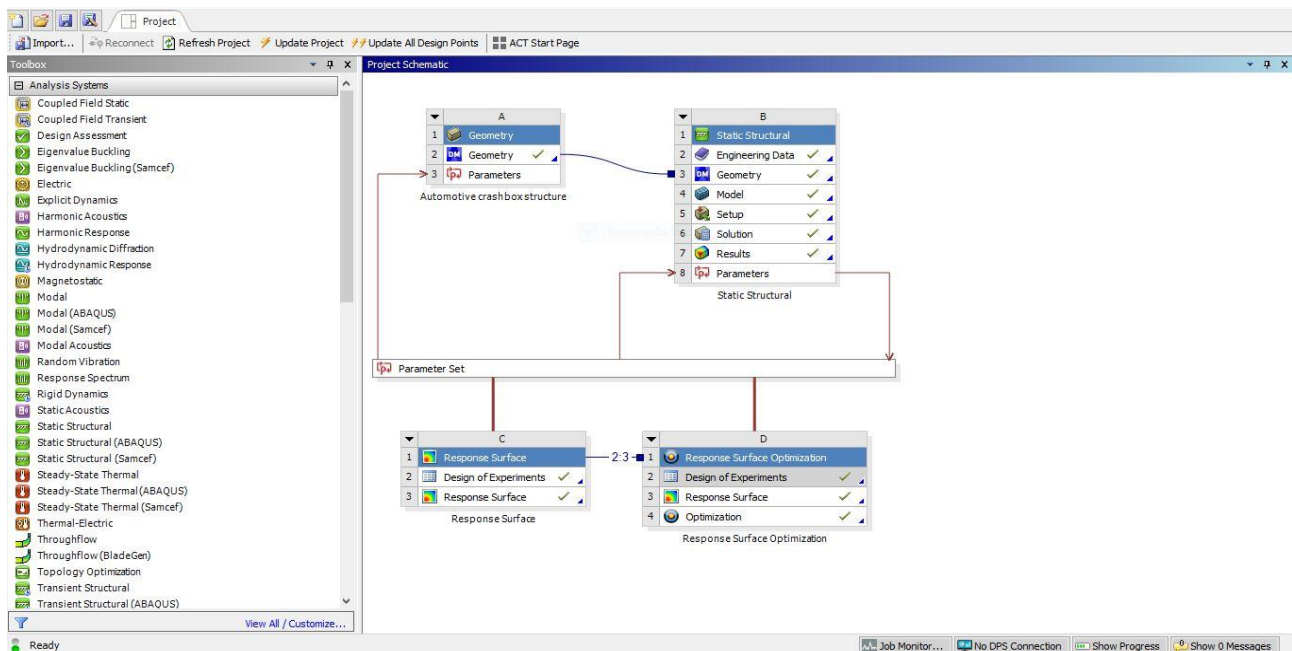 Project
Import... Reconnect Refresh Project Update Project Update All Design Points ACT Start Page
Toolbox
Analysis Systems
Coupled Field Static
Coupled Field Transient
Design Assessment
Eigenvalue Buckling
Eigenvalue Buckling (Samcef)
Electric
Explicit Dynamics
Harmonic Acoustics
Harmonic Response
Hydrodynamic Diffraction
Hydrodynamic Response
Magnetostatic
Modal
Modal (ABAQUS)
Modal (Samcef)
Modal Acoustics
Random Vibration
Response Spectrum
Rigid Dynamics
Static Acoustics
Static Structural
Static Structural (ABAQUS)
Static Structural (Samcef)
Steady-State Thermal
Steady-State Thermal (ABAQUS)
Steady-State Thermal (Samcef)
Thermal-Electric
Throughflow
Throughflow (BladeGen)
Topology Optimization
Transient Structural
Transient Structural (ABAQUS)
View All / Customize...
Project Schematic
A
1 Geometry
2 DM Geometry
3 Parameters
Automotive crash box structure
B
1 Static Structural
2 Engineering Data
3 DM Geometry
4 Model
5 Setup
6 Solution
7 Results
8 Parameters
Static Structural
Parameter Set
C
1 Response Surface
2 Design of Experiments
3 Response Surface
Response Surface
2:3
D
1 Response Surface Optimization
2 Design of Experiments
3 Response Surface
4 Optimization
Response Surface Optimization
Ready
Job Monitor... No DPS Connection Show Progress Show 0 Messages